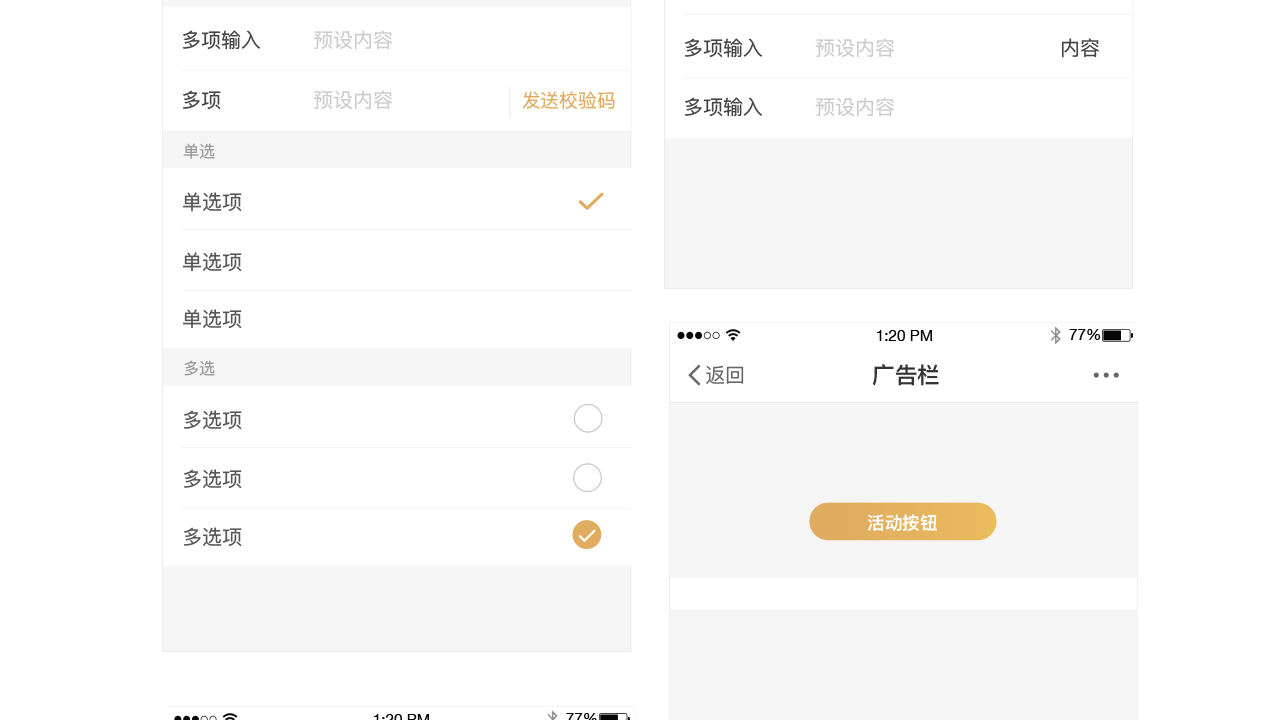 多项输入 预设内容
多项 预设内容 发送校验码
单选
单选项
单选项
单选项
多选
多选项
多选项
多选项
1:20 PM 77%
多项输入 预设内容 内容
多项输入 预设内容
1:20 PM 77%
返回 广告栏
活动按钮